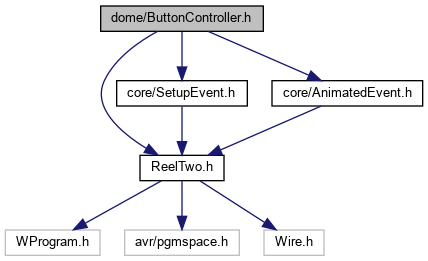 dome/ButtonController.h
core/SetupEvent.h
core/AnimatedEvent.h
ReelTwo.h
WProgram.h
avr/pgmspace.h
Wire.h